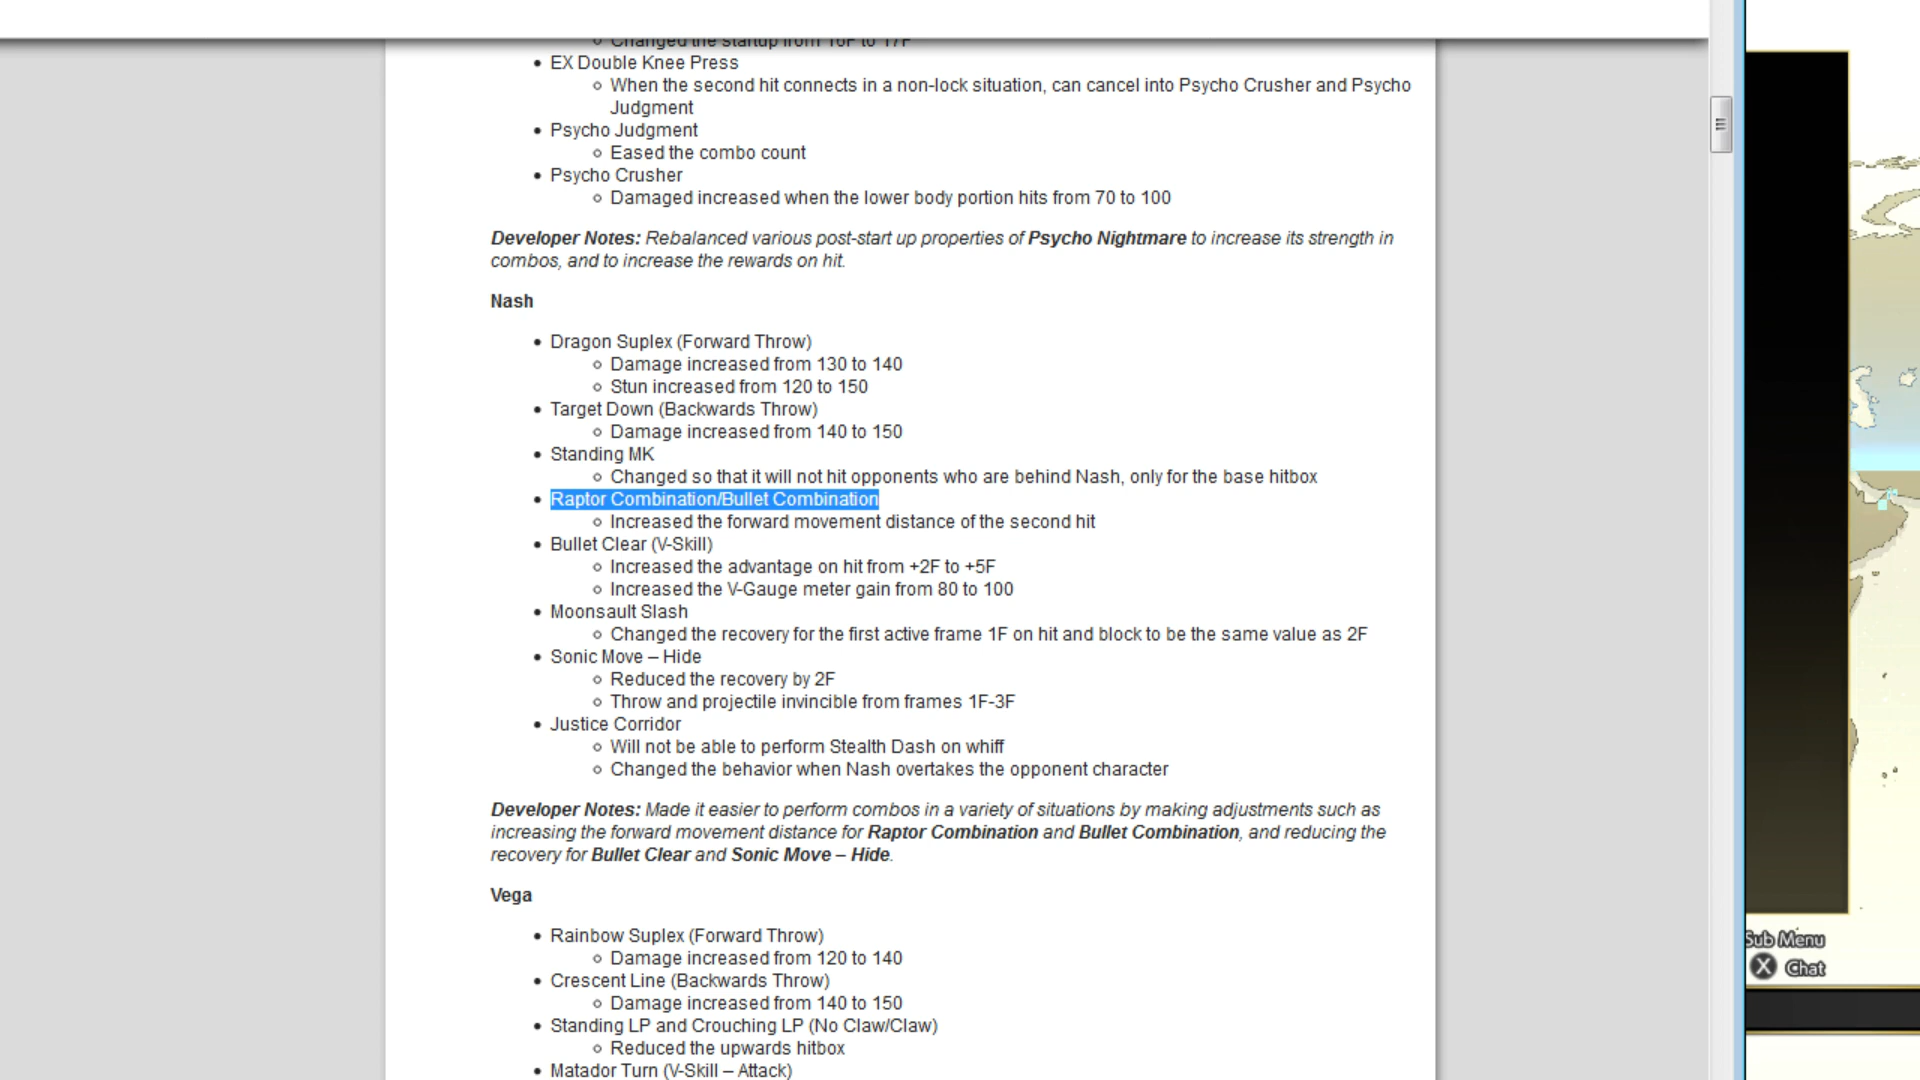 Changed the startup from 16F to 17F
EX Double Knee Press
When the second hit connects in a non-lock situation, can cancel into Psycho Crusher and Psycho
Judgment
Psycho Judgment
Eased the combo count
Psycho Crusher
Damaged increased when the lower body portion hits from 70 to 100
Developer Notes: Rebalanced various post-start up properties of Psycho Nightmare to increase its strength in
combos, and to increase the rewards on hit.
Nash
Dragon Suplex (Forward Throw)
Damage increased from 130 to 140
Stun increased from 120 to 150
Target Down (Backwards Throw)
Damage increased from 140 to 150
Standing MK
Changed so that it will not hit opponents who are behind Nash, only for the base hitbox
Raptor Combination/Bullet Combination
Increased the forward movement distance of the second hit
Bullet Clear (V-Skill)
Increased the advantage on hit from +2F to +5F
Increased the V-Gauge meter gain from 80 to 100
Moonsault Slash
Changed the recovery for the first active frame 1F on hit and block to be the same value as 2F
Sonic Move – Hide
Reduced the recovery by 2F
Throw and projectile invincible from frames 1F-3F
Justice Corridor
Will not be able to perform Stealth Dash on whiff
Changed the behavior when Nash overtakes the opponent character
Developer Notes: Made it easier to perform combos in a variety of situations by making adjustments such as
increasing the forward movement distance for Raptor Combination and Bullet Combination, and reducing the
recovery for Bullet Clear and Sonic Move – Hide.
Vega
Rainbow Suplex (Forward Throw)
Damage increased from 120 to 140
Crescent Line (Backwards Throw)
Damage increased from 140 to 150
Standing LP and Crouching LP (No Claw/Claw)
Reduced the upwards hitbox
Matador Turn (V-Skill – Attack)
Sub Menu
X Chat